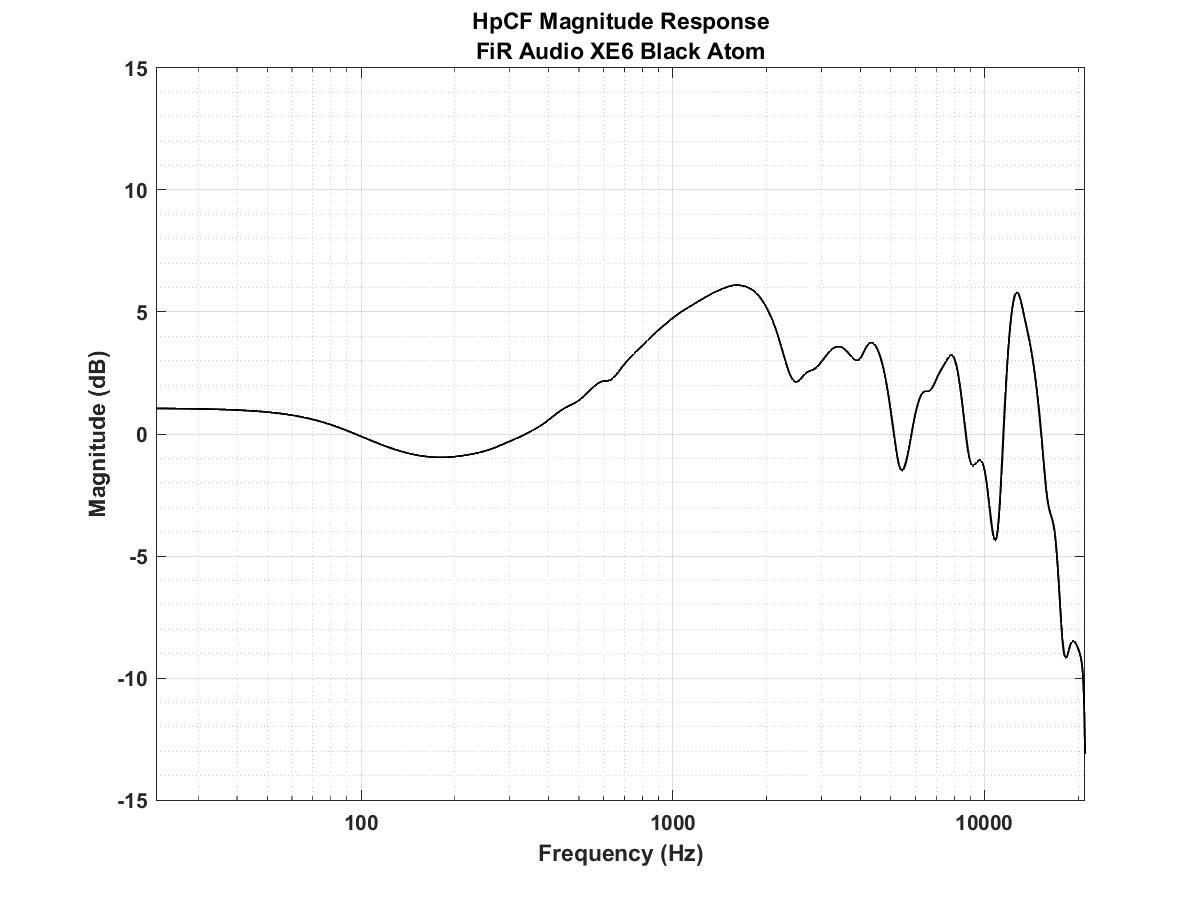 HpCF Magnitude Response
FiR Audio XE6 Black Atom
15
10
5
0
-5
-10
-15
Magnitude (dB)
100
1000
10000
Frequency (Hz)